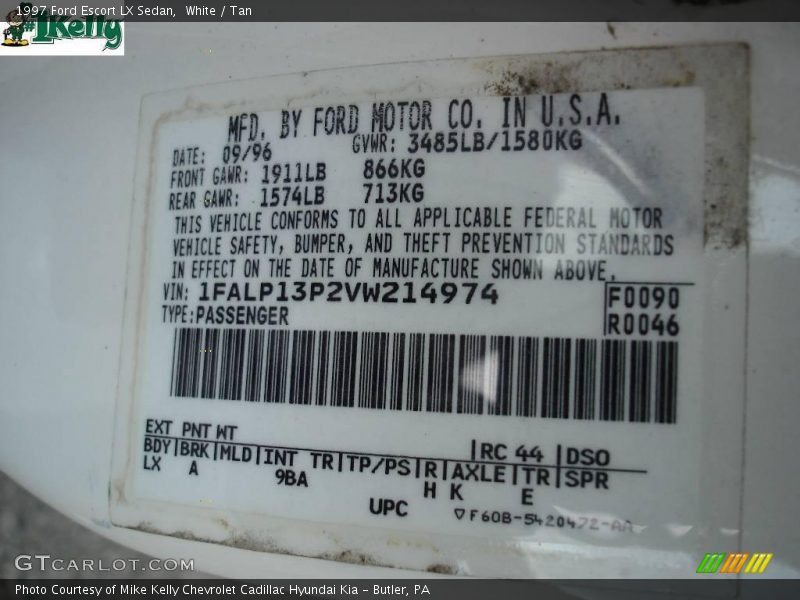 1997 Ford Escort LX Sedan,  White / Tan
#1Kelly
MFD. BY FORD MOTOR CO. IN U.S.A.
DATE: 09/96 GVWR: 3485LB/1580KG
FRONT GAWR: 1911LB 866KG
REAR GAWR: 1574LB 713KG
THIS VEHICLE CONFORMS TO ALL APPLICABLE FEDERAL MOTOR
VEHICLE SAFETY, BUMPER, AND THEFT PREVENTION STANDARDS
IN EFFECT ON THE DATE OF MANUFACTURE SHOWN ABOVE.
VIN: 1FALP13P2VW214974 F0090
TYPE:PASSENGER R0046
EXT PNT WT |RC 44 |DSO
BDY|BRK|MLD|INT TR|TP/PS|R|AXLE|TR|SPR
LX A 9BA H K E
UPC ▽F60B-5420472-AA
GTCARLOT.COM
Photo Courtesy of Mike Kelly Chevrolet Cadillac Hyundai Kia – Butler, PA